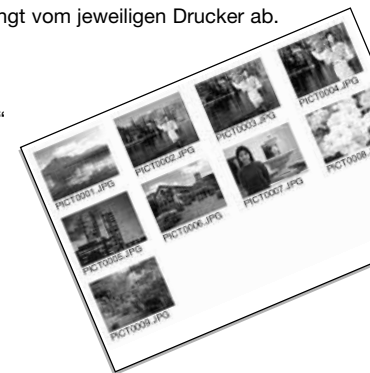 ngt vom jeweiligen Drucker ab.
“
PICT0001.JPG PICT0002.JPG PICT0003.JPG PICT0004.JPG
PICT0005.JPG PICT0006.JPG PICT0007.JPG PICT0008.
PICT0009.JPG